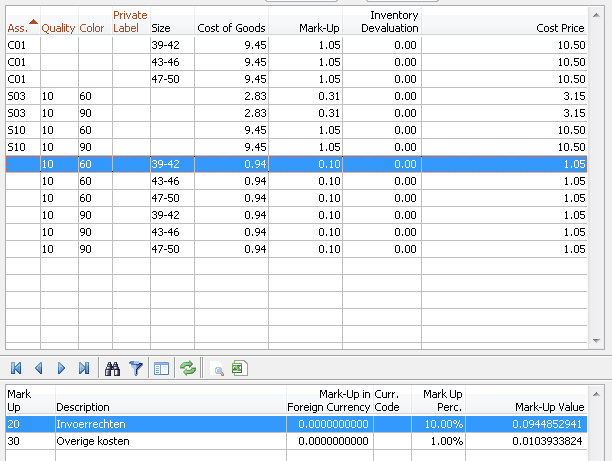 Ass. Quality Color Private Label Size Cost of Goods Mark-Up Inventory Devaluation Cost Price
C01 39-42 9.45 1.05 0.00 10.50
C01 43-46 9.45 1.05 0.00 10.50
C01 47-50 9.45 1.05 0.00 10.50
S03 10 60 2.83 0.31 0.00 3.15
S03 10 90 2.83 0.31 0.00 3.15
S10 10 60 9.45 1.05 0.00 10.50
S10 10 90 9.45 1.05 0.00 10.50
10 60 39-42 0.94 0.10 0.00 1.05
10 60 43-46 0.94 0.10 0.00 1.05
10 60 47-50 0.94 0.10 0.00 1.05
10 90 39-42 0.94 0.10 0.00 1.05
10 90 43-46 0.94 0.10 0.00 1.05
10 90 47-50 0.94 0.10 0.00 1.05
Mark Up Description Mark-Up in Foreign Currency Curr. Code Mark Up Perc. Mark-Up Value
20 Invoerrechten 0.0000000000 10.00% 0.0944852941
30 Overige kosten 0.0000000000 1.00% 0.0103933824